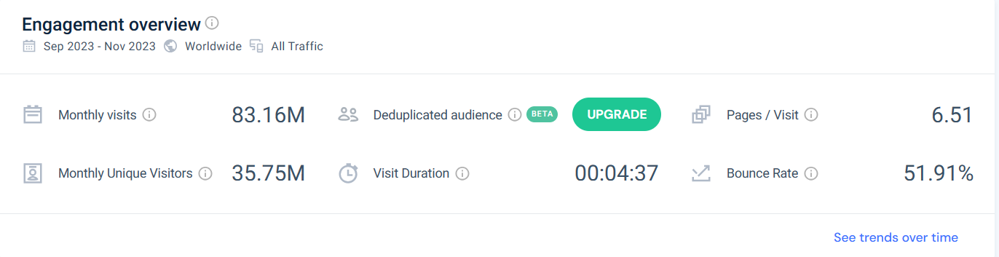 Engagement overview
Sep 2023 - Nov 2023 Worldwide All Traffic
Monthly visits 83.16M
Deduplicated audience BETA UPGRADE
Pages / Visit 6.51
Monthly Unique Visitors 35.75M
Visit Duration 00:04:37
Bounce Rate 51.91%
See trends over time